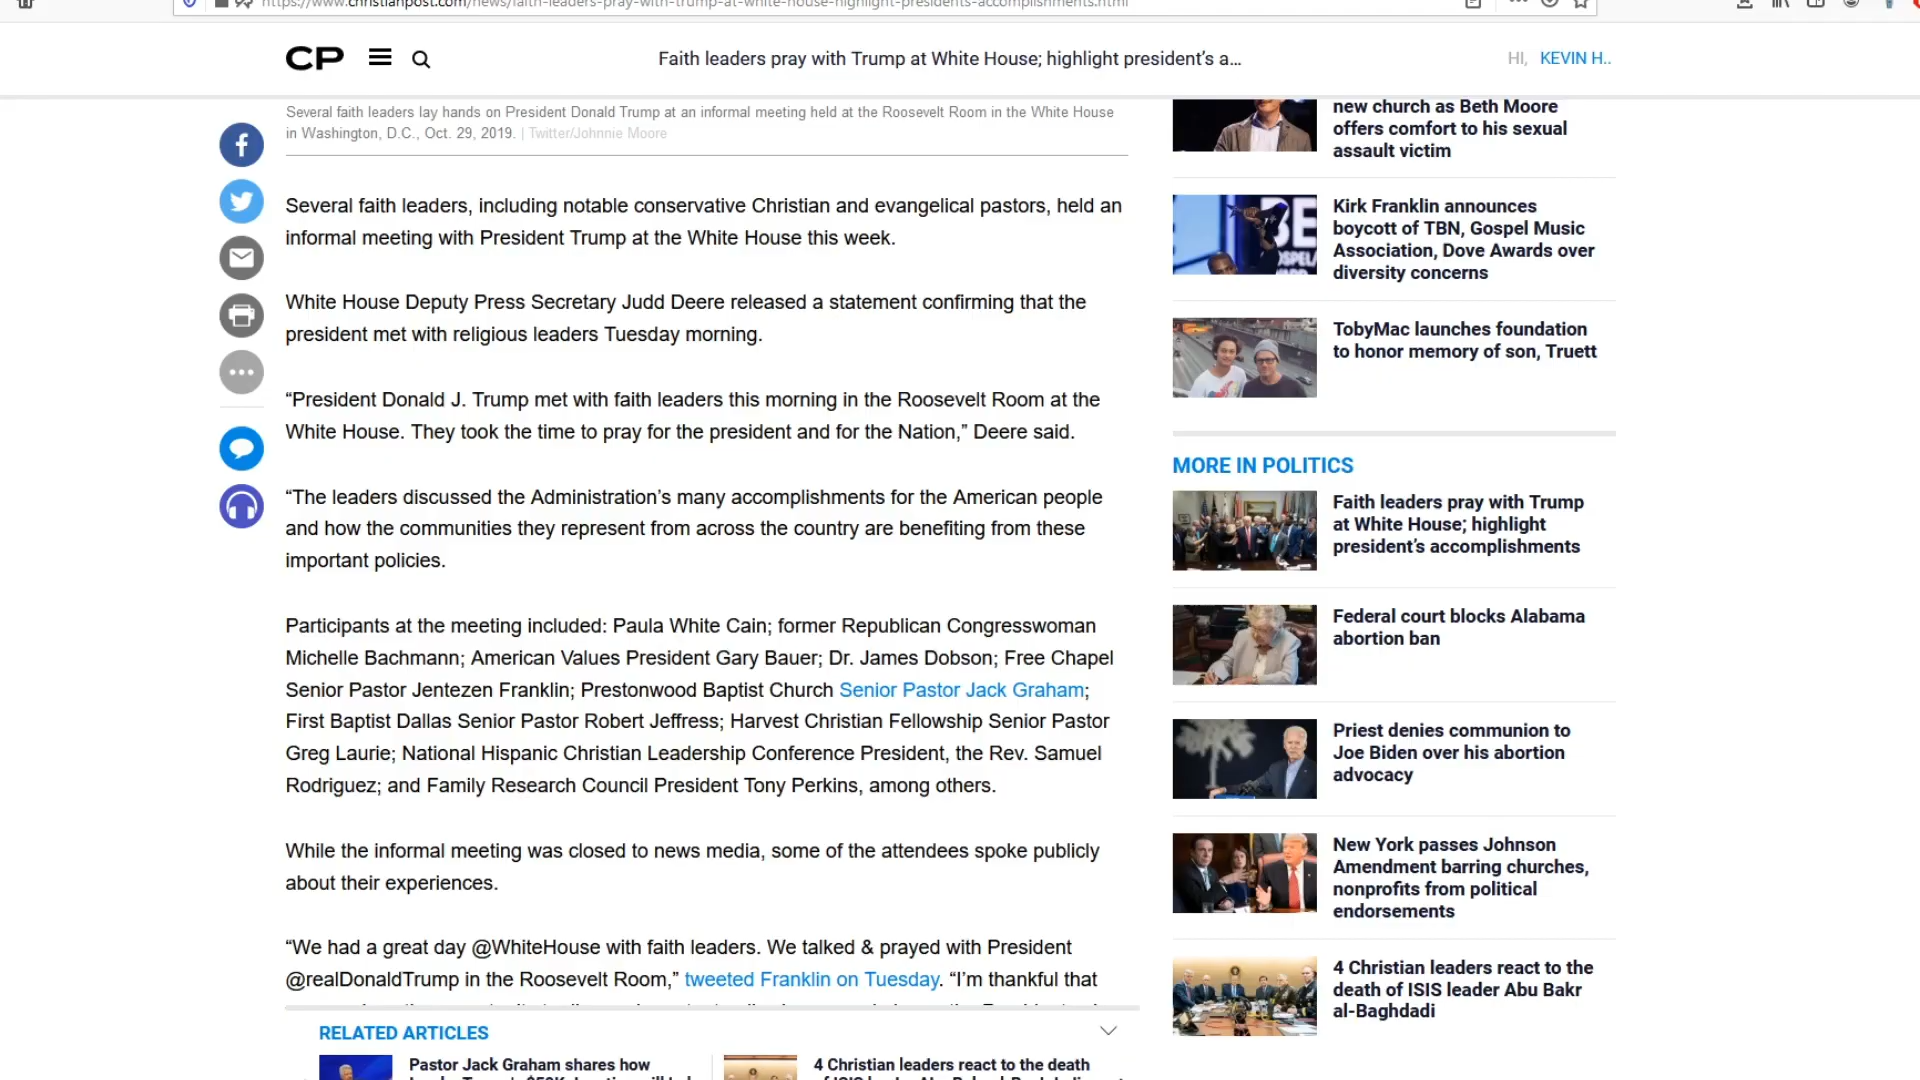 https://www.christianpost.com/news/faith-leaders-pray-with-trump-at-white-house-highlight-presidents-accomplishments.html
CP
Faith leaders pray with Trump at White House; highlight president’s a...
HI, KEVIN H..
Several faith leaders lay hands on President Donald Trump at an informal meeting held at the Roosevelt Room in the White House
in Washington, D.C., Oct. 29, 2019. | Twitter/Johnnie Moore
Several faith leaders, including notable conservative Christian and evangelical pastors, held an
informal meeting with President Trump at the White House this week.
White House Deputy Press Secretary Judd Deere released a statement confirming that the
president met with religious leaders Tuesday morning.
“President Donald J. Trump met with faith leaders this morning in the Roosevelt Room at the
White House. They took the time to pray for the president and for the Nation,” Deere said.
“The leaders discussed the Administration’s many accomplishments for the American people
and how the communities they represent from across the country are benefiting from these
important policies.
Participants at the meeting included: Paula White Cain; former Republican Congresswoman
Michelle Bachmann; American Values President Gary Bauer; Dr. James Dobson; Free Chapel
Senior Pastor Jentezen Franklin; Prestonwood Baptist Church Senior Pastor Jack Graham;
First Baptist Dallas Senior Pastor Robert Jeffress; Harvest Christian Fellowship Senior Pastor
Greg Laurie; National Hispanic Christian Leadership Conference President, the Rev. Samuel
Rodriguez; and Family Research Council President Tony Perkins, among others.
While the informal meeting was closed to news media, some of the attendees spoke publicly
about their experiences.
“We had a great day @WhiteHouse with faith leaders. We talked & prayed with President
@realDonaldTrump in the Roosevelt Room,” tweeted Franklin on Tuesday. “I’m thankful that
RELATED ARTICLES
Pastor Jack Graham shares how
4 Christian leaders react to the death
new church as Beth Moore
offers comfort to his sexual
assault victim
Kirk Franklin announces
boycott of TBN, Gospel Music
Association, Dove Awards over
diversity concerns
TobyMac launches foundation
to honor memory of son, Truett
MORE IN POLITICS
Faith leaders pray with Trump
at White House; highlight
president’s accomplishments
Federal court blocks Alabama
abortion ban
Priest denies communion to
Joe Biden over his abortion
advocacy
New York passes Johnson
Amendment barring churches,
nonprofits from political
endorsements
4 Christian leaders react to the
death of ISIS leader Abu Bakr
al-Baghdadi